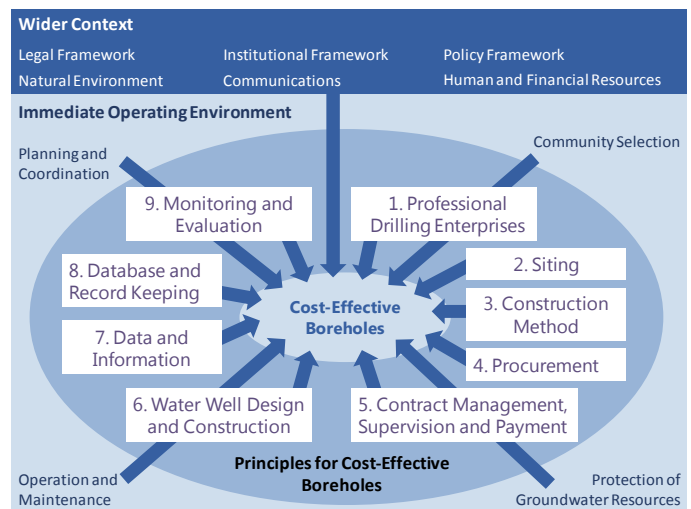 Wider Context
Legal Framework
Institutional Framework
Policy Framework
Natural Environment
Communications
Human and Financial Resources
Immediate Operating Environment
Planning and
Coordination
Community Selection
9. Monitoring and
Evaluation
1. Professional
Drilling Enterprises
8. Database and
Record Keeping
2. Siting
Cost-Effective
Boreholes
3. Construction
Method
7. Data and
Information
4. Procurement
6. Water Well Design
and Construction
5. Contract Management,
Supervision and Payment
Principles for Cost-Effective
Boreholes
Operation and
Maintenance
Protection of
Groundwater Resources